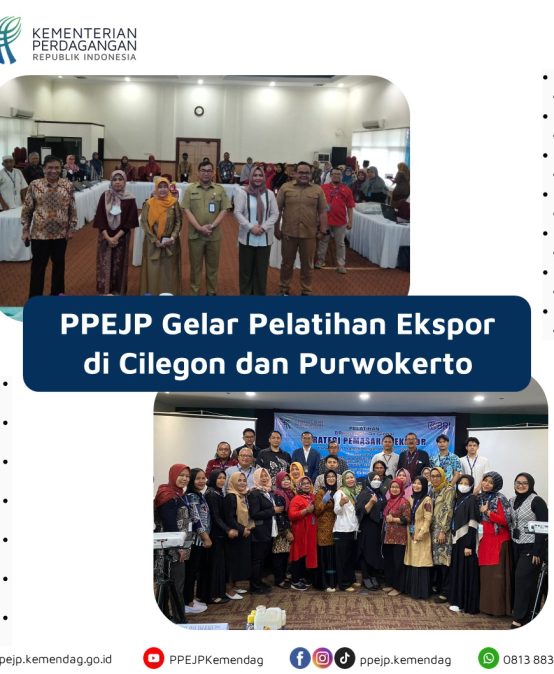 KEMENTERIAN
PERDAGANGAN
REPUBLIK INDONESIA
PPEJP Gelar Pelatihan Ekspor
di Cilegon dan Purwokerto
PELATIHAN
PEMASARAN
ppejp.kemendag.go.id
PPEJPKemendag
ppejp.kemendag
0813 883